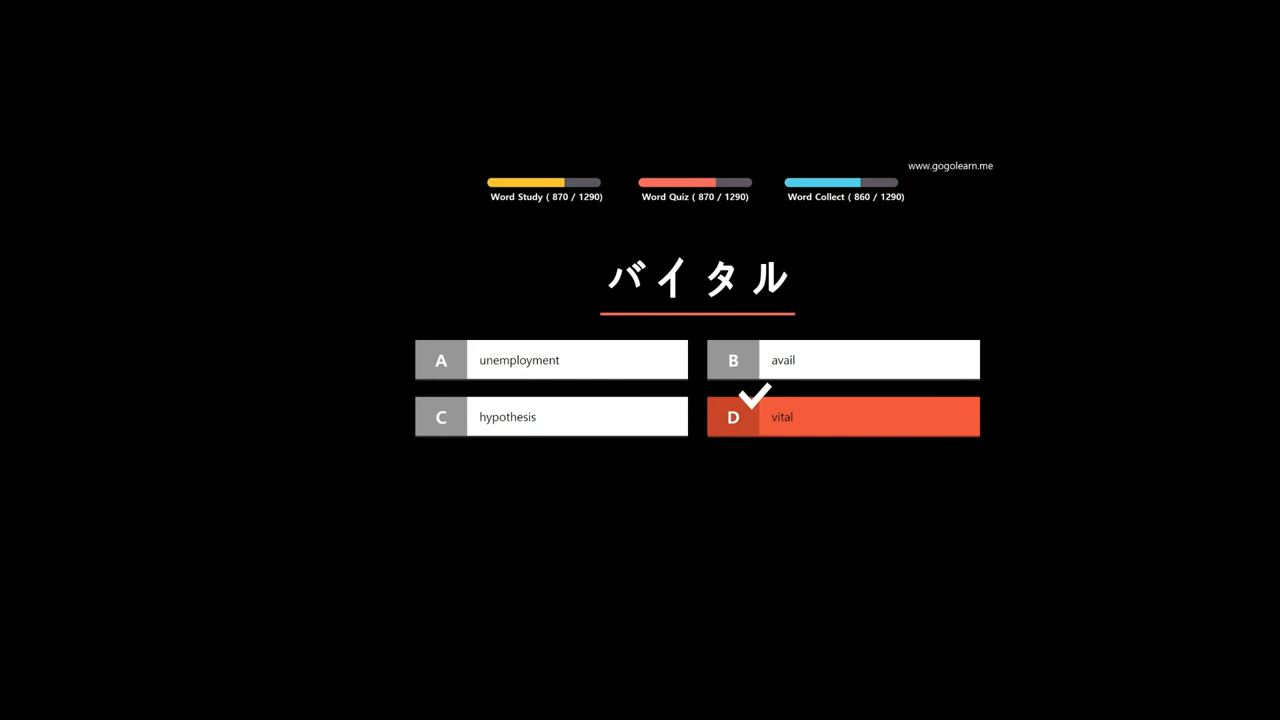 www.gogolearn.me
Word Study ( 870 / 1290)
Word Quiz ( 870 / 1290)
Word Collect ( 860 / 1290)
バイタル
A unemployment
B avail
C hypothesis
D vital